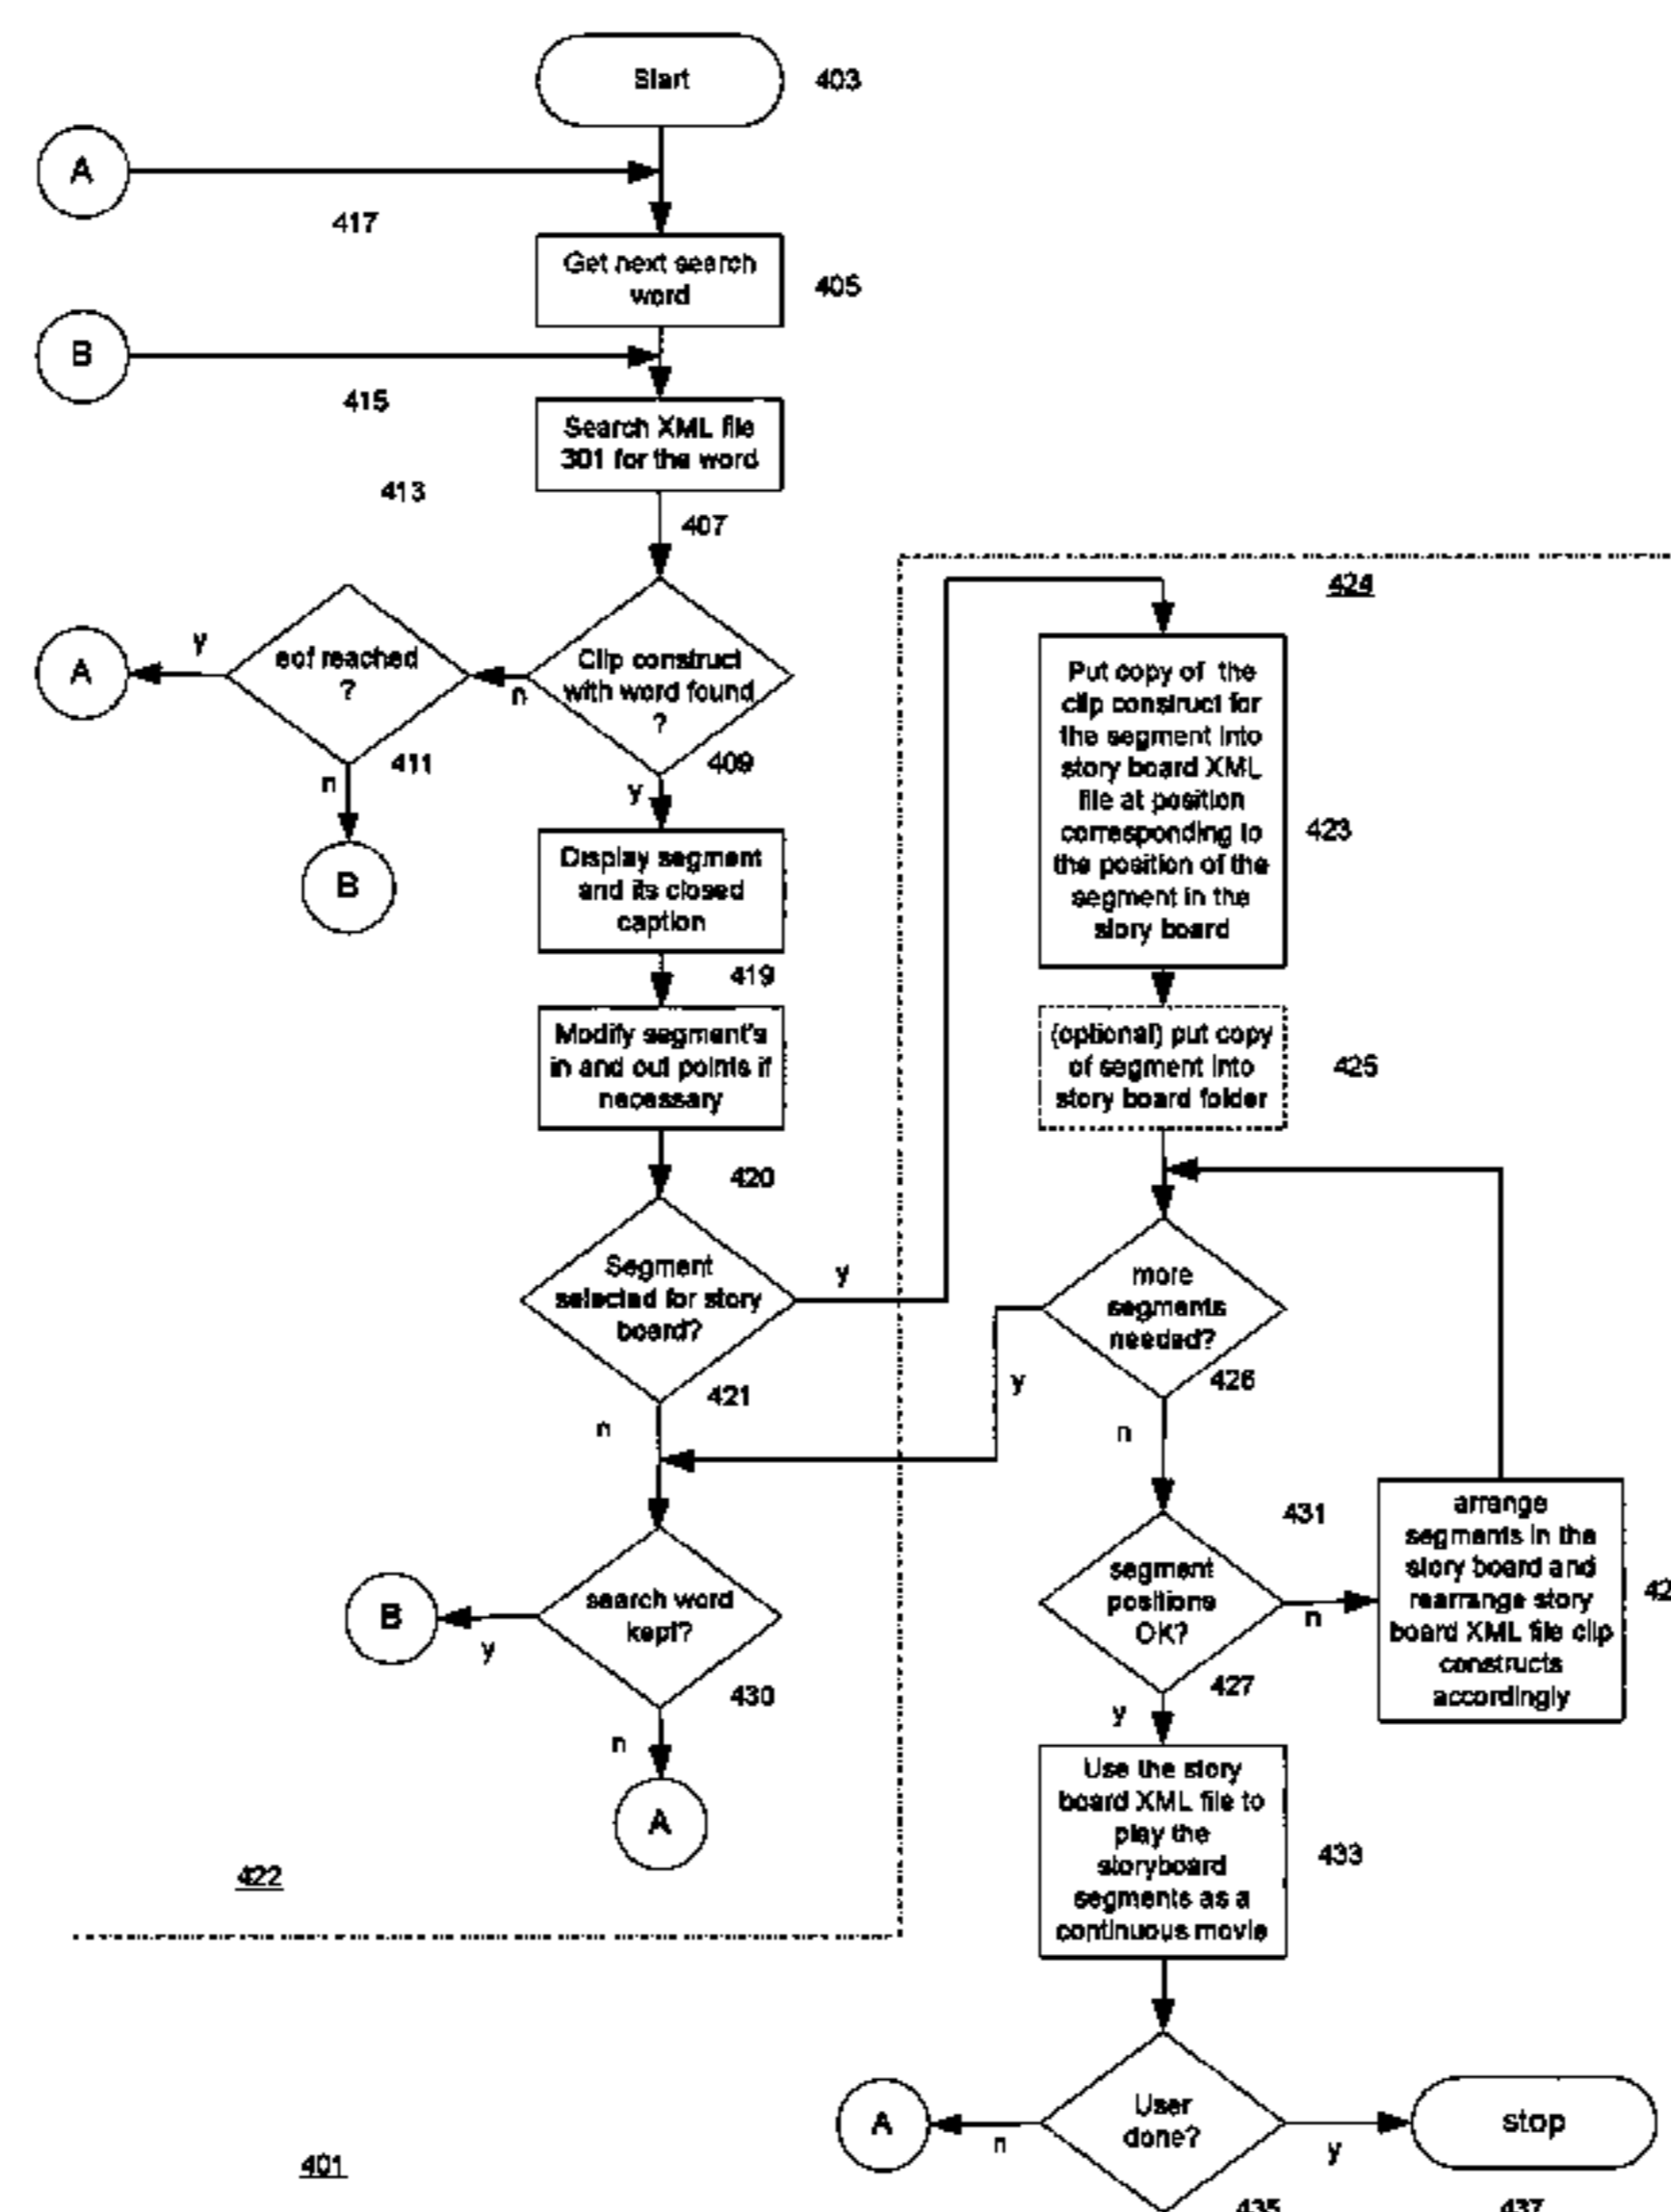 Start
403
A
417
Get next search
word
405
B
415
Search XML file
301 for the word
413
407
424
A
y
eof reached
?
411
n
Clip construct
with word found
?
409
n
B
y
Display segment
and its closed
caption
419
Modify segment's
in and out points if
necessary
420
Segment
selected for story
board?
421
y
n
Put copy of the
clip construct for
the segment into
story board XML
file at position
corresponding to
the position of the
segment in the
story board
423
(optional) put copy
of segment into
story board folder
425
more
segments
needed?
426
y
n
431
segment
positions
OK?
427
n
y
arrange
segments in the
story board and
rearrange story
board XML file clip
constructs
accordingly
B
y
search word
kept?
430
n
A
422
Use the story
board XML file to
play the
storyboard
segments as a
continuous movie
433
A
n
User
done?
435
y
stop
437
401